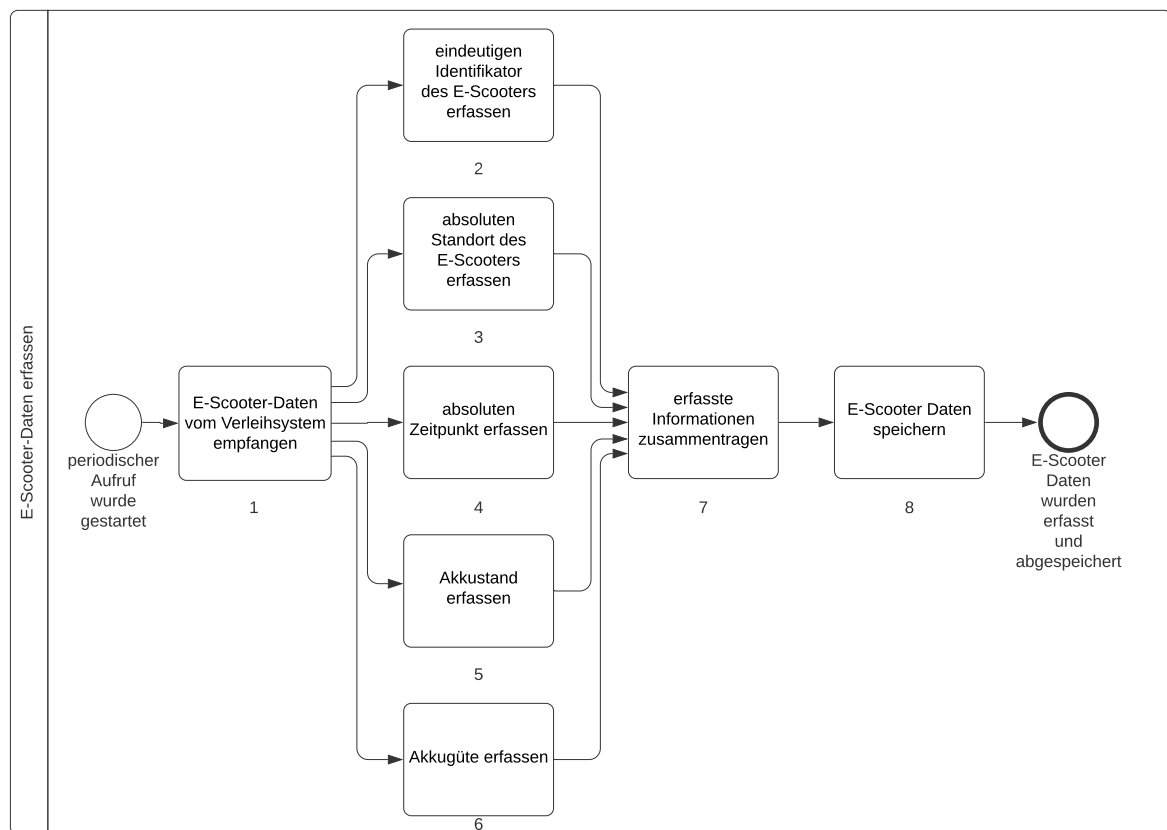 E-Scooter-Daten erfassen
periodischer
Aufruf
wurde
gestartet
E-Scooter-Daten
vom Verleihsystem
empfangen
1
eindeutigen
Identifikator
des E-Scooters
erfassen
2
absoluten
Standort des
E-Scooters
erfassen
3
absoluten
Zeitpunkt erfassen
4
Akkustand
erfassen
5
Akkugüte erfassen
6
erfasste
Informationen
zusammentragen
7
E-Scooter Daten
speichern
8
E-Scooter
Daten
wurden
erfasst
und
abgespeichert